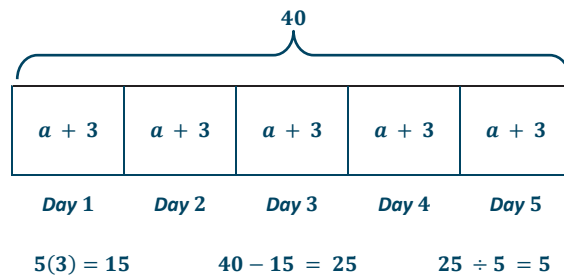 40
a + 3 a + 3 a + 3 a + 3 a + 3
Day 1 Day 2 Day 3 Day 4 Day 5
5(3) = 15 40 − 15 = 25 25 ÷ 5 = 5